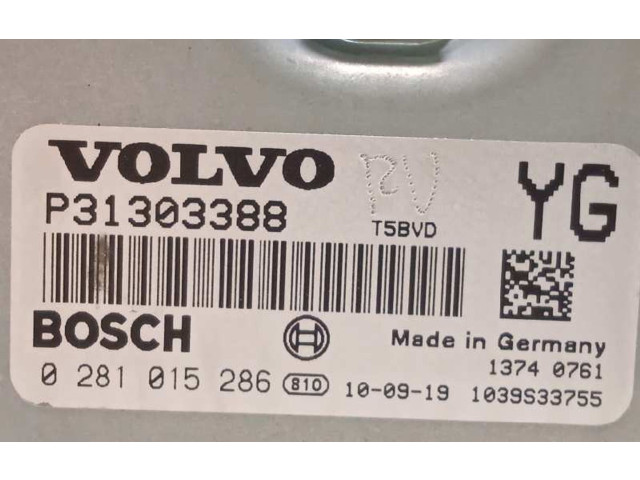 VOLVO
RV
YG
P31303388
T5BVD
BOSCH
Made in Germany
1374 0761
0 281 015 286 810 10-09-19 1039S33755